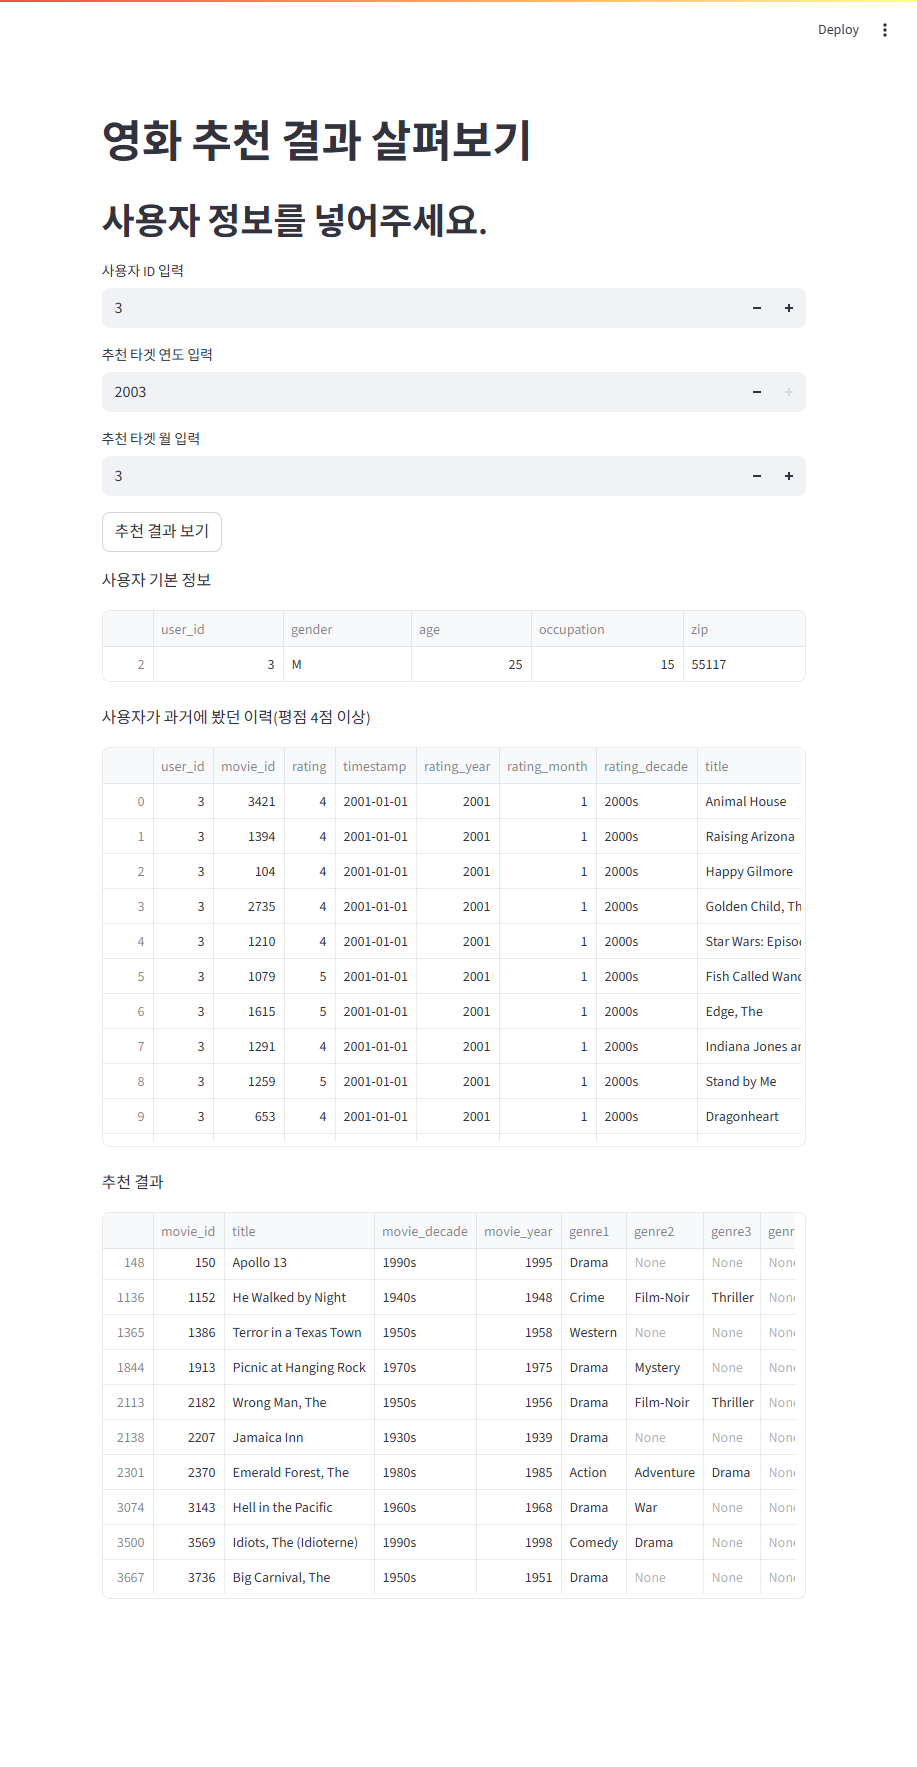 Deploy
영화 추천 결과 살펴보기
사용자 정보를 넣어주세요.
사용자 ID 입력
3
추천 타겟 연도 입력
2003
추천 타겟 월 입력
3
추천 결과 보기
사용자 기본 정보
user_id gender age occupation zip
2 3 M 25 15 55117
사용자가 과거에 봤던 이력(평점 4점 이상)
user_id movie_id rating timestamp rating_year rating_month rating_decade title
0 3 3421 4 2001-01-01 2001 1 2000s Animal House
1 3 1394 4 2001-01-01 2001 1 2000s Raising Arizona
2 3 104 4 2001-01-01 2001 1 2000s Happy Gilmore
3 3 2735 4 2001-01-01 2001 1 2000s Golden Child, Th
4 3 1210 4 2001-01-01 2001 1 2000s Star Wars: Episo
5 3 1079 5 2001-01-01 2001 1 2000s Fish Called Wand
6 3 1615 5 2001-01-01 2001 1 2000s Edge, The
7 3 1291 4 2001-01-01 2001 1 2000s Indiana Jones ar
8 3 1259 5 2001-01-01 2001 1 2000s Stand by Me
9 3 653 4 2001-01-01 2001 1 2000s Dragonheart
추천 결과
movie_id title movie_decade movie_year genre1 genre2 genre3 genr
148 150 Apollo 13 1990s 1995 Drama None None None
1136 1152 He Walked by Night 1940s 1948 Crime Film-Noir Thriller None
1365 1386 Terror in a Texas Town 1950s 1958 Western None None None
1844 1913 Picnic at Hanging Rock 1970s 1975 Drama Mystery None None
2113 2182 Wrong Man, The 1950s 1956 Drama Film-Noir Thriller None
2138 2207 Jamaica Inn 1930s 1939 Drama None None None
2301 2370 Emerald Forest, The 1980s 1985 Action Adventure Drama None
3074 3143 Hell in the Pacific 1960s 1968 Drama War None None
3500 3569 Idiots, The (Idioterne) 1990s 1998 Comedy Drama None None
3667 3736 Big Carnival, The 1950s 1951 Drama None None None